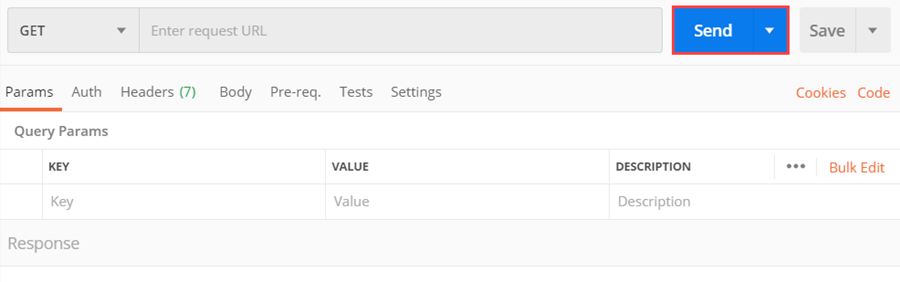 GET Enter request URL Send Save
Params Auth Headers (7) Body Pre-req. Tests Settings Cookies Code
Query Params
KEY VALUE DESCRIPTION ••• Bulk Edit
Key Value Description
Response